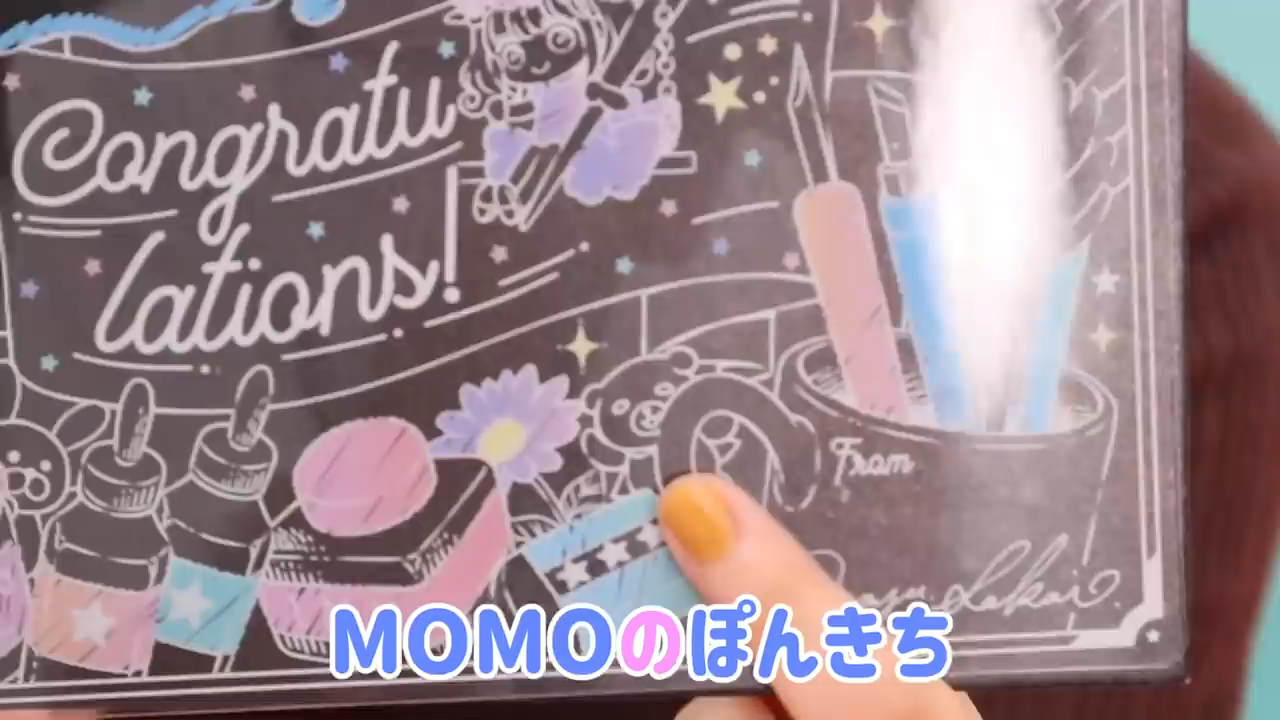 Congratu
lations!
From
MOMOのぽんきち